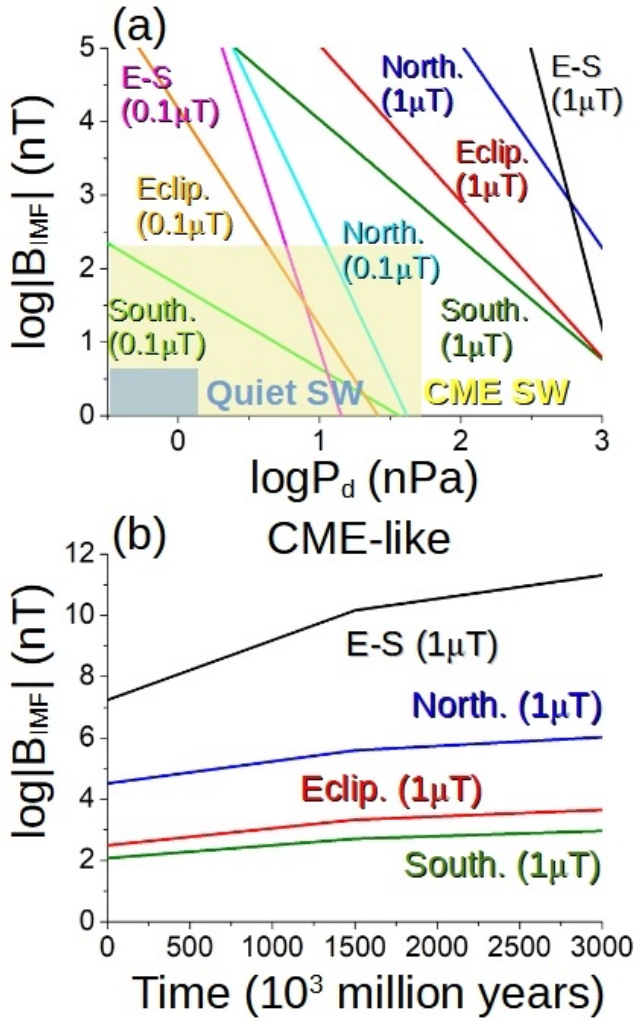 (a)
5
4
3
2
1
0
log|B_IMF| (nT)
E-S
(0.1μT)
North.
(1μT)
E-S
(1μT)
Eclip.
(1μT)
Eclip.
(0.1μT)
North.
(0.1μT)
South.
(0.1μT)
South.
(1μT)
Quiet SW
CME SW
0 1 2 3
logP_d (nPa)
(b) CME-like
12
10
8
6
4
2
0
log|B_IMF| (nT)
E-S (1μT)
North. (1μT)
Eclip. (1μT)
South. (1μT)
0 500 1000 1500 2000 2500 3000
Time (10³ million years)